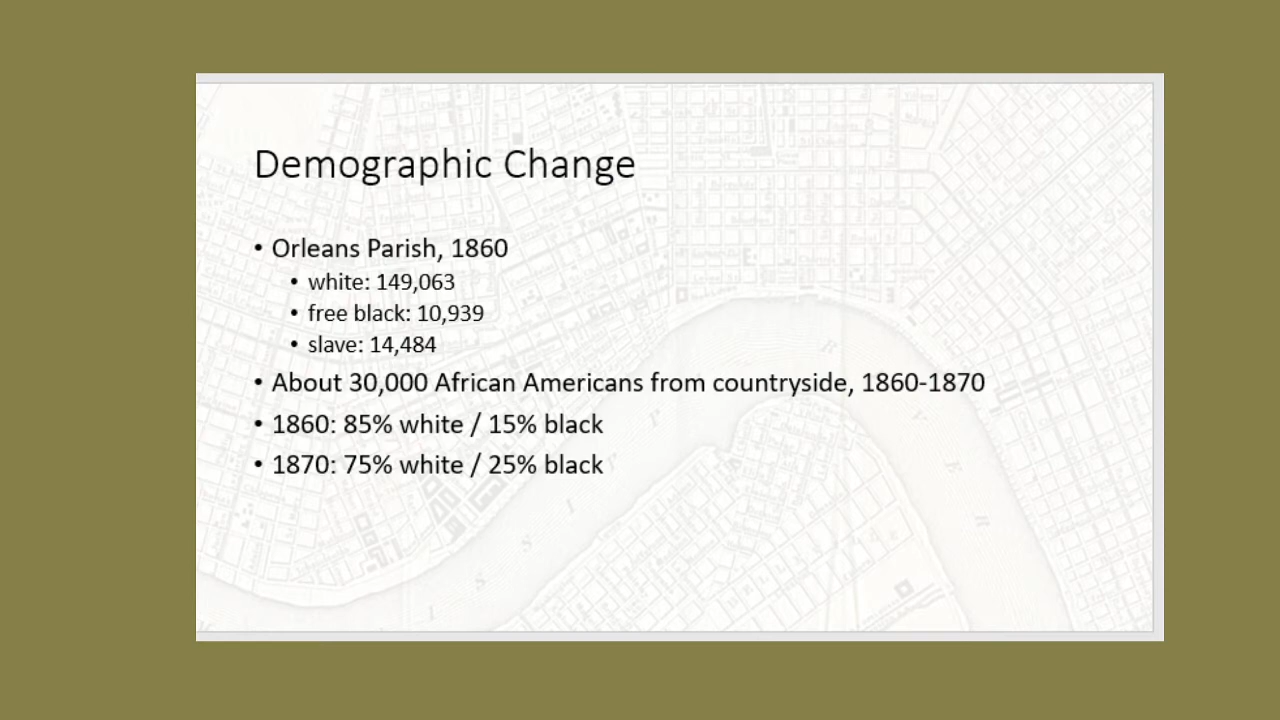 Demographic Change
• Orleans Parish, 1860
• white: 149,063
• free black: 10,939
• slave: 14,484
• About 30,000 African Americans from countryside, 1860-1870
• 1860: 85% white / 15% black
• 1870: 75% white / 25% black